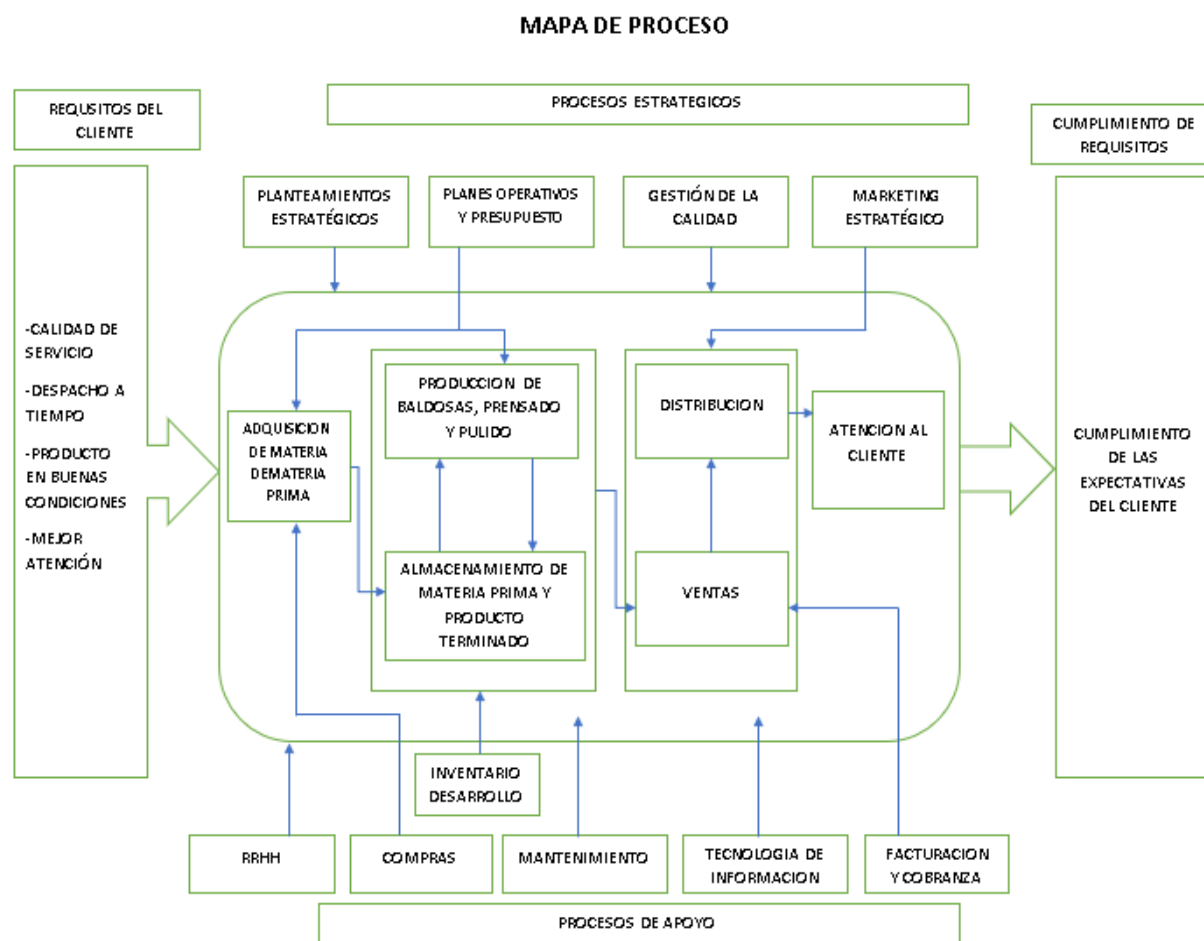 MAPA DE PROCESO
REQUSITOS DEL
CLIENTE
PROCESOS ESTRATEGICOS
CUMPLIMIENTO DE
REQUISITOS
PLANTEAMIENTOS
ESTRATÉGICOS
PLANES OPERATIVOS
Y PRESUPUESTO
GESTIÓN DE LA
CALIDAD
MARKETING
ESTRATÉGICO
-CALIDAD DE
SERVICIO
-DESPACHO A
TIEMPO
-PRODUCTO
EN BUENAS
CONDICIONES
-MEJOR
ATENCIÓN
ADQUISICION
DE MATERIA
DEMATERIA
PRIMA
PRODUCCION DE
BALDOSAS, PRENSADO
Y PULIDO
ALMACENAMIENTO DE
MATERIA PRIMA Y
PRODUCTO
TERMINADO
DISTRIBUCION
VENTAS
ATENCION AL
CLIENTE
CUMPLIMIENTO
DE LAS
EXPECTATIVAS
DEL CLIENTE
INVENTARIO
DESARROLLO
RRHH
COMPRAS
MANTENIMIENTO
TECNOLOGIA DE
INFORMACION
FACTURACION
Y COBRANZA
PROCESOS DE APOYO